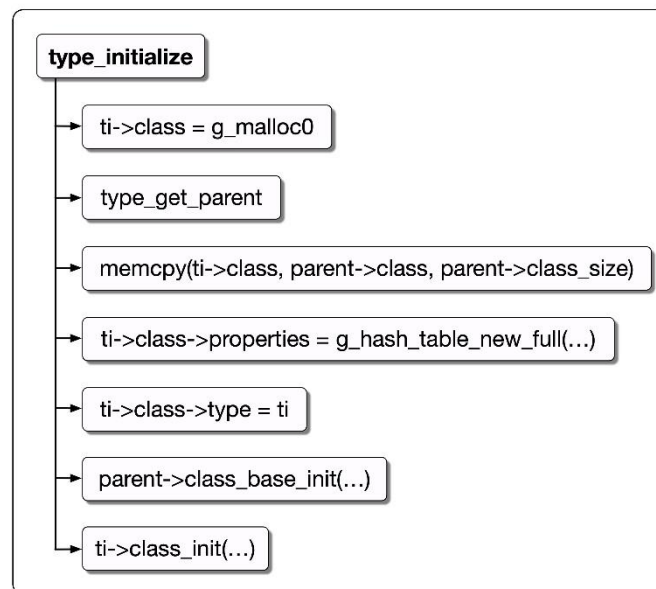 type_initialize
ti->class = g_malloc0
type_get_parent
memcpy(ti->class, parent->class, parent->class_size)
ti->class->properties = g_hash_table_new_full(…)
ti->class->type = ti
parent->class_base_init(…)
ti->class_init(…)